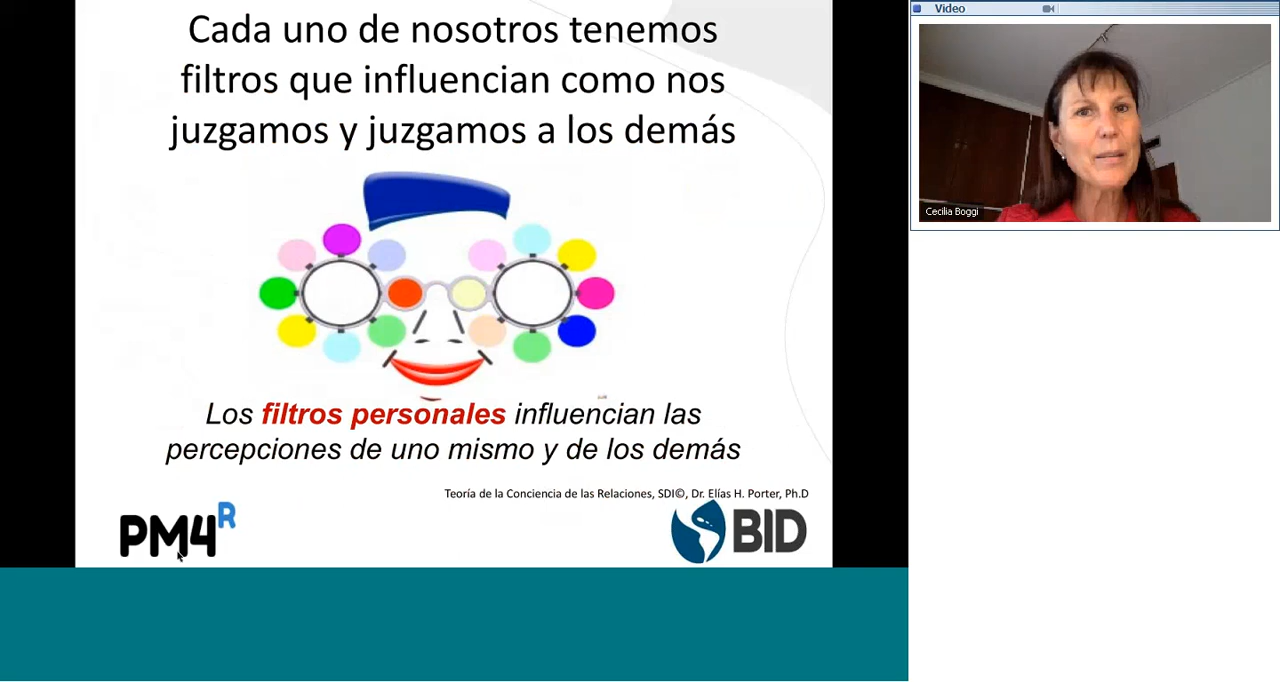 Cada uno de nosotros tenemos
filtros que influencian como nos
juzgamos y juzgamos a los demás
Los filtros personales influencian las
percepciones de uno mismo y de los demás
Teoría de la Conciencia de las Relaciones, SDI©, Dr. Elías H. Porter, Ph.D
PM4R
BID
Video
Cecilia Boggi